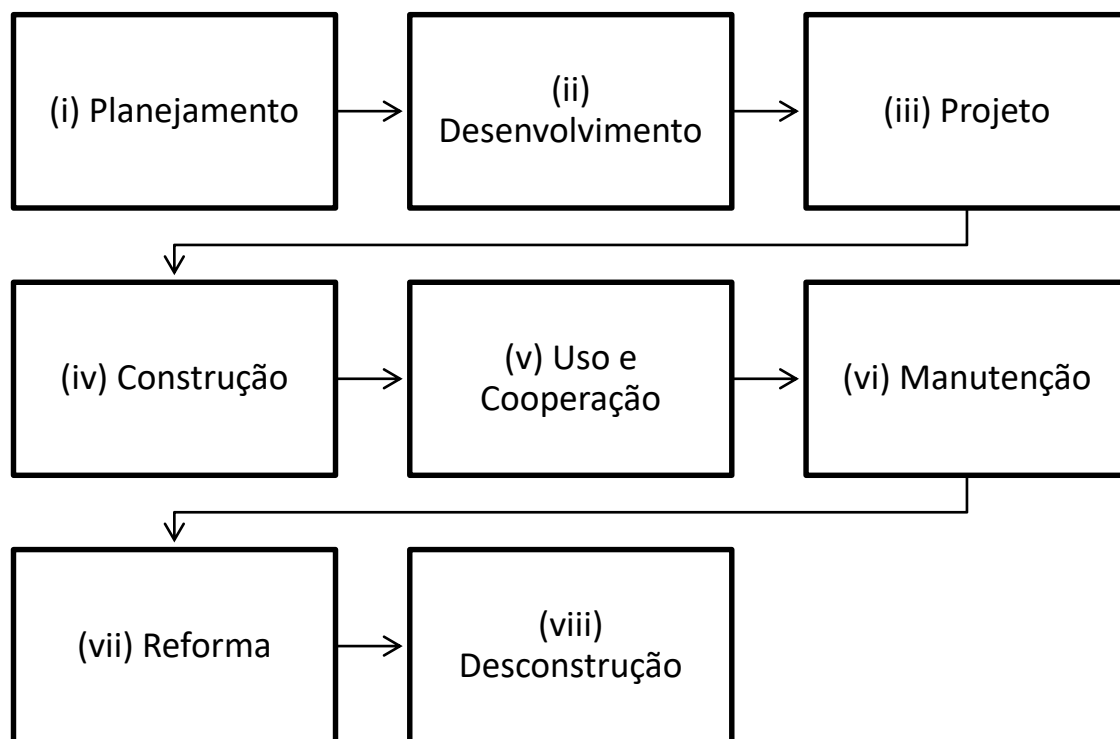 (i) Planejamento
(ii)
Desenvolvimento
(iii) Projeto
(iv) Construção
(v) Uso e
Cooperação
(vi) Manutenção
(vii) Reforma
(viii)
Desconstrução